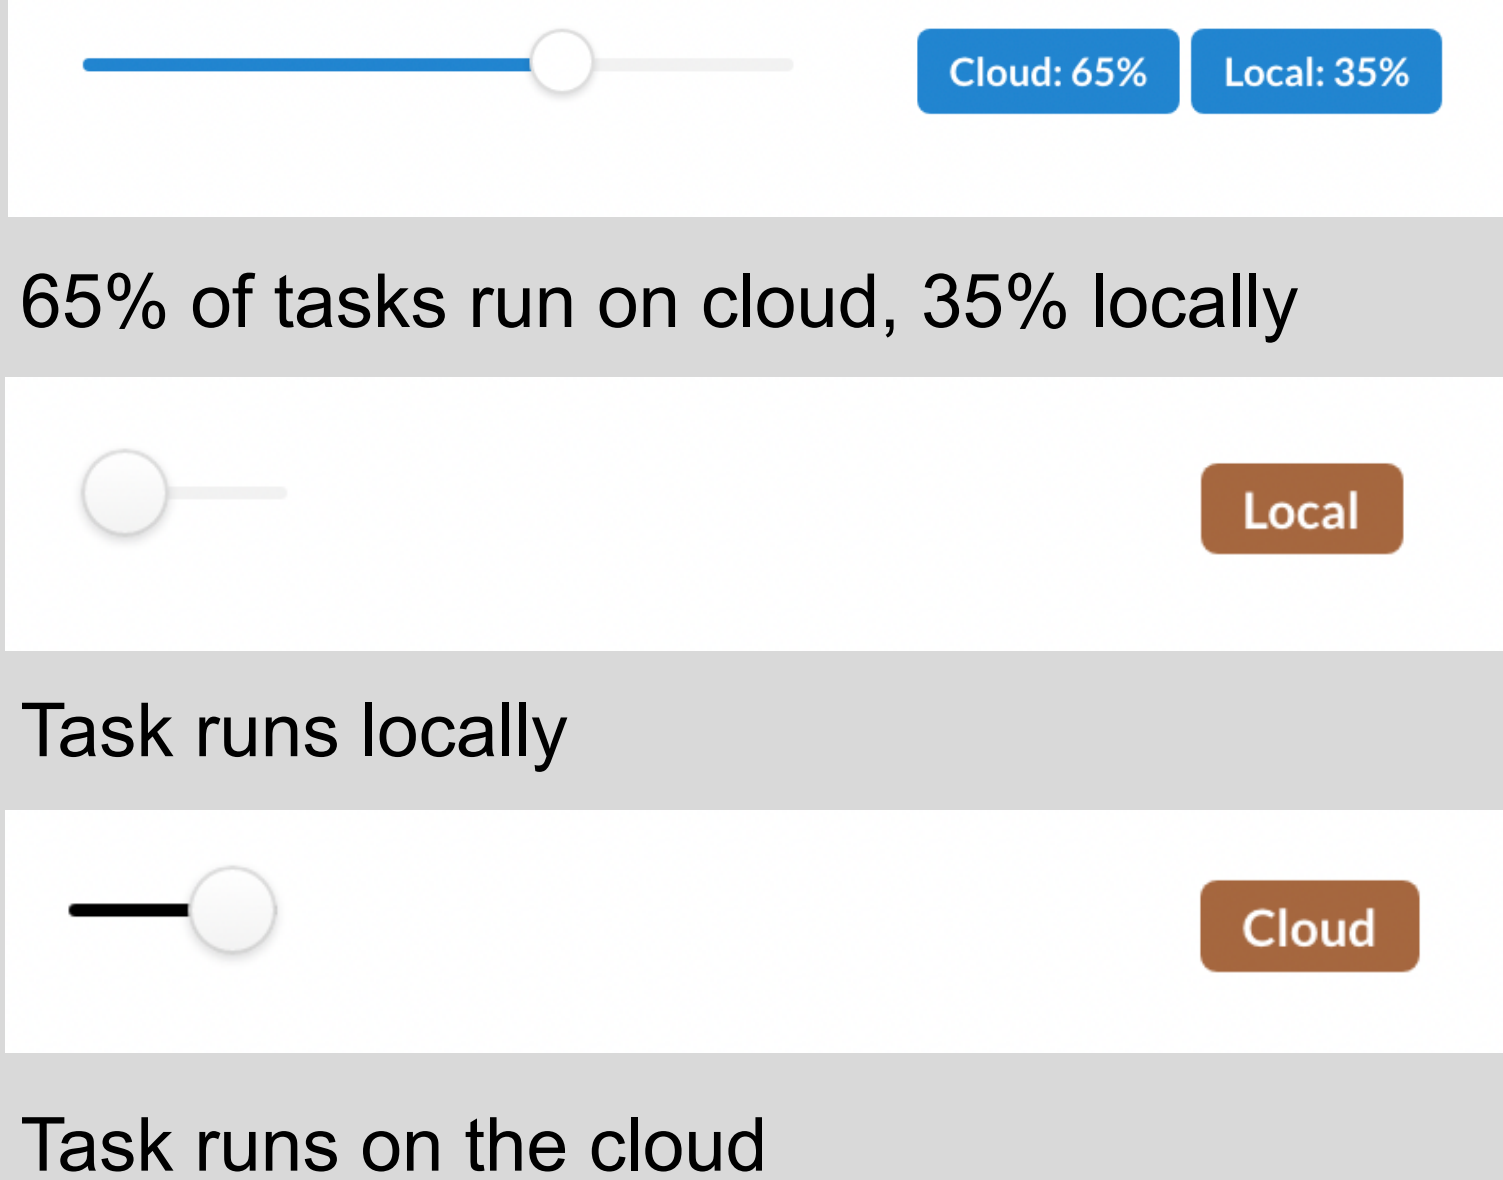 Cloud: 65% Local: 35%
65% of tasks run on cloud, 35% locally
Local
Task runs locally
Cloud
Task runs on the cloud